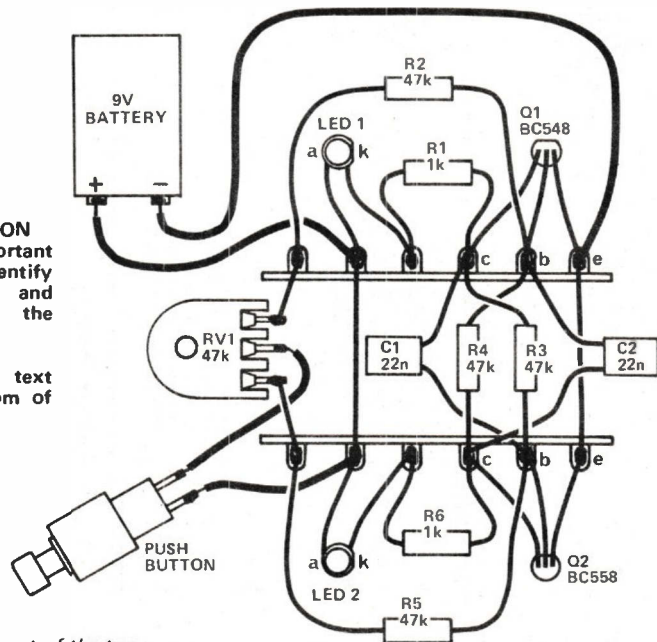 9V
BATTERY
+ −
R2
47k
LED 1
a k
R1
1k
Q1
BC548
ON
portant
entify
and
the
text
om of
RV1
47k
c b e
C1
22n
R4
47k
R3
47k
C2
22n
c b e
PUSH
BUTTON
R6
1k
a k
LED 2
Q2
BC558
R5
47k